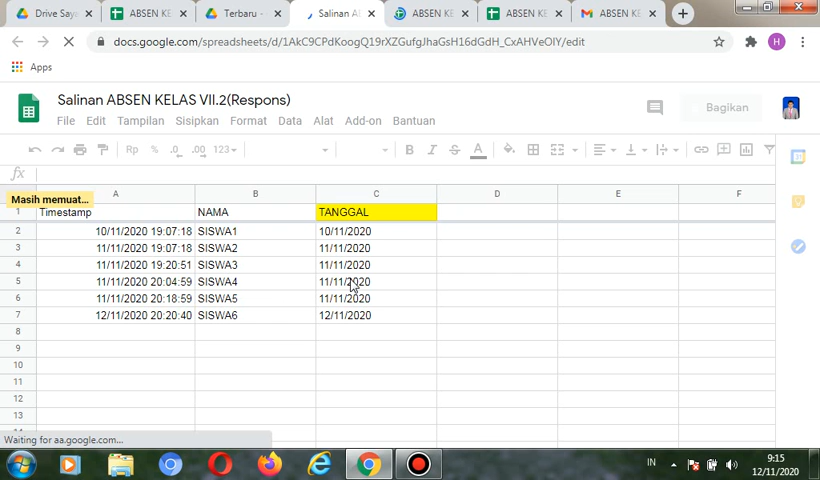 Drive Saya
ABSEN KE
Terbaru -
Salinan A
ABSEN KE
ABSEN KE
ABSEN KE
docs.google.com/spreadsheets/d/1AkC9CPdKoogQ19rXZGufgJhaGsH16dGdH_CxAHVeOIY/edit
H
Apps
Salinan ABSEN KELAS VII.2(Respons)
Bagikan
File Edit Tampilan Sisipkan Format Data Alat Add-on Bantuan
Rp % .0 .00 123
B I S A
fx
A B C D E F
Masih memuat...
1 Timestamp NAMA TANGGAL
2 10/11/2020 19:07:18 SISWA1 10/11/2020
3 11/11/2020 19:07:18 SISWA2 11/11/2020
4 11/11/2020 19:20:51 SISWA3 11/11/2020
5 11/11/2020 20:04:59 SISWA4 11/11/2020
6 11/11/2020 20:18:59 SISWA5 11/11/2020
7 12/11/2020 20:20:40 SISWA6 12/11/2020
8
9
10
11
12
13
Waiting for aa.google.com...
IN
9:15
12/11/2020